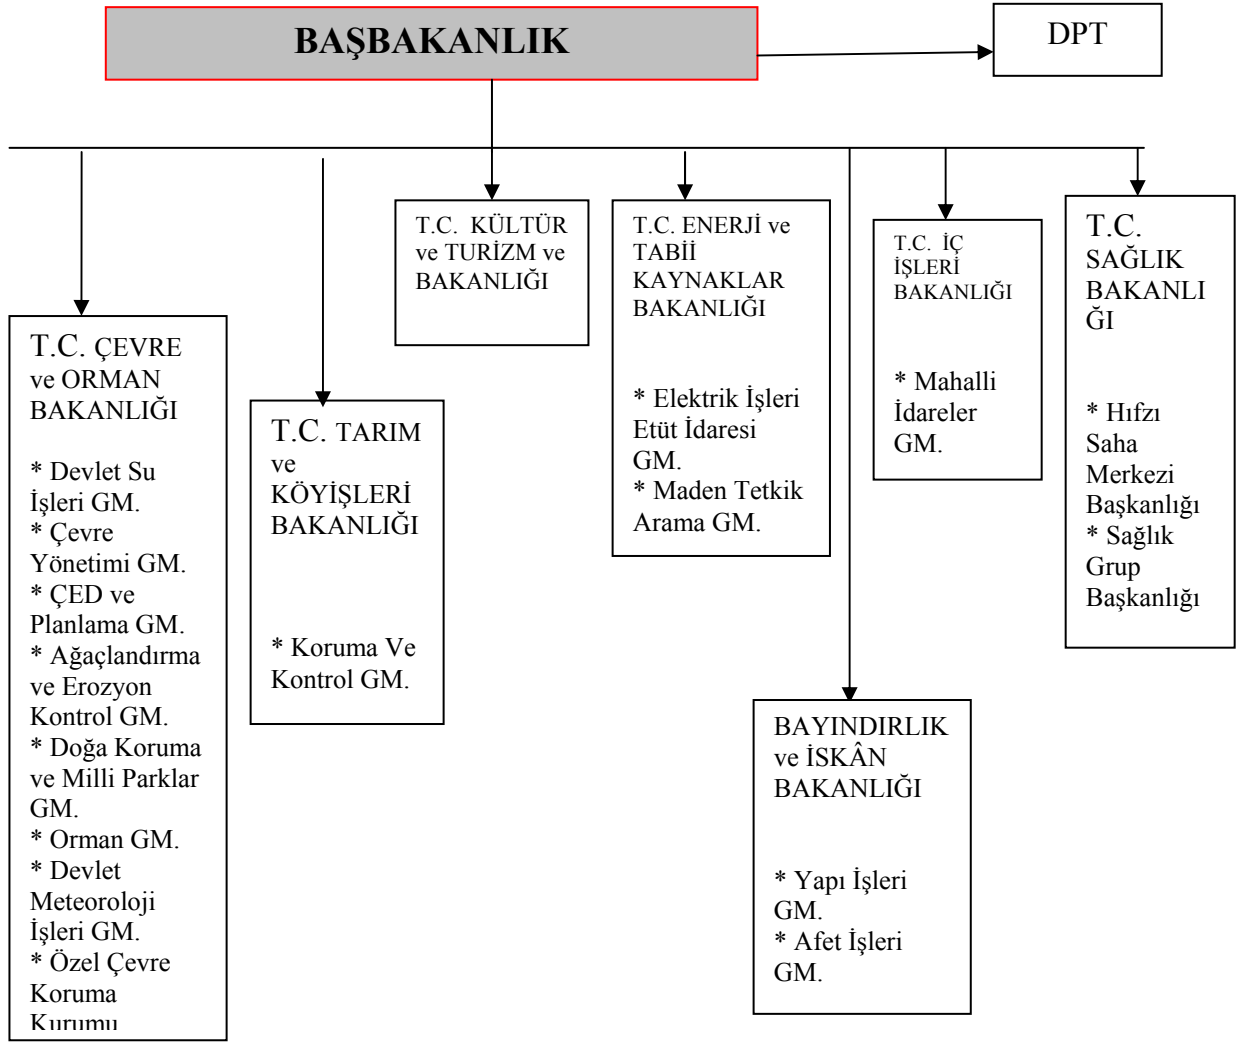 BAŞBAKANLIK
DPT
T.C. ÇEVRE
ve ORMAN
BAKANLIĞI
* Devlet Su
İşleri GM.
* Çevre
Yönetimi GM.
* ÇED ve
Planlama GM.
* Ağaçlandırma
ve Erozyon
Kontrol GM.
* Doğa Koruma
ve Milli Parklar
GM.
* Orman GM.
* Devlet
Meteoroloji
İşleri GM.
* Özel Çevre
Koruma
Kurumu
T.C. TARIM
ve
KÖYİŞLERİ
BAKANLIĞI
* Koruma Ve
Kontrol GM.
T.C. KÜLTÜR
ve TURİZM ve
BAKANLIĞI
T.C. ENERJİ ve
TABİİ
KAYNAKLAR
BAKANLIĞI
* Elektrik İşleri
Etüt İdaresi
GM.
* Maden Tetkik
Arama GM.
BAYINDIRLIK
ve İSKÂN
BAKANLIĞI
* Yapı İşleri
GM.
* Afet İşleri
GM.
T.C. İÇ
İŞLERİ
BAKANLIĞI
* Mahalli
İdareler
GM.
T.C.
SAĞLIK
BAKANLI
ĞI
* Hıfzı
Saha
Merkezi
Başkanlığı
* Sağlık
Grup
Başkanlığı